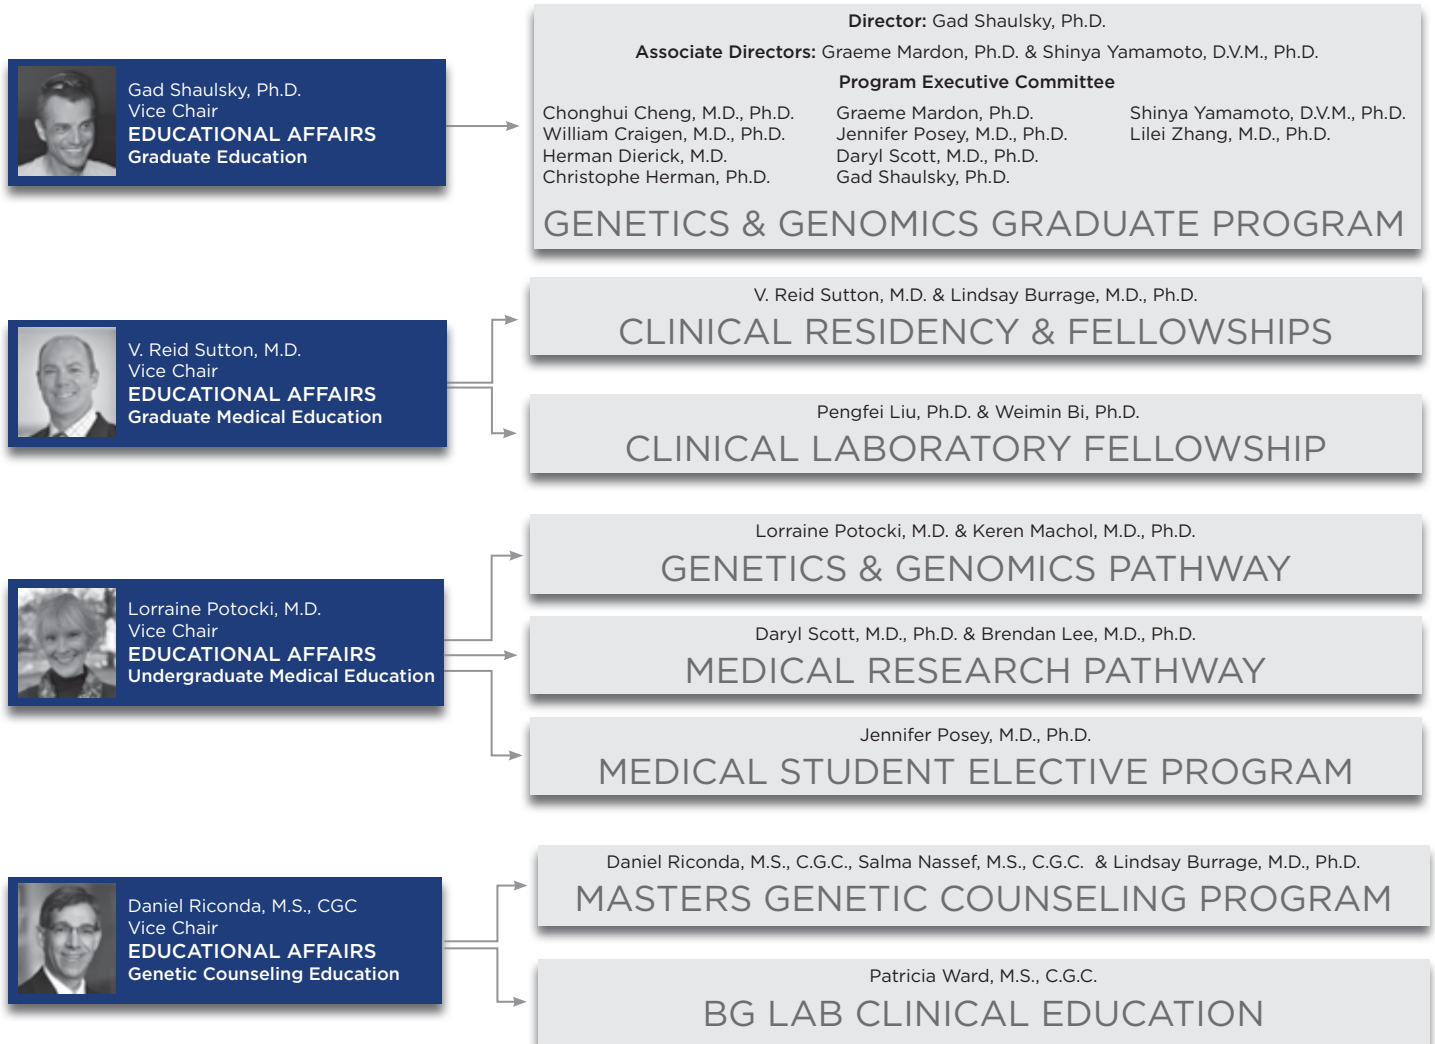 Gad Shaulsky, Ph.D.
Vice Chair
EDUCATIONAL AFFAIRS
Graduate Education
Director: Gad Shaulsky, Ph.D.
Associate Directors: Graeme Mardon, Ph.D. & Shinya Yamamoto, D.V.M., Ph.D.
Program Executive Committee
Chonghui Cheng, M.D., Ph.D.
William Craigen, M.D., Ph.D.
Herman Dierick, M.D.
Christophe Herman, Ph.D.
Graeme Mardon, Ph.D.
Jennifer Posey, M.D., Ph.D.
Daryl Scott, M.D., Ph.D.
Gad Shaulsky, Ph.D.
Shinya Yamamoto, D.V.M., Ph.D.
Lilei Zhang, M.D., Ph.D.
GENETICS & GENOMICS GRADUATE PROGRAM
V. Reid Sutton, M.D.
Vice Chair
EDUCATIONAL AFFAIRS
Graduate Medical Education
V. Reid Sutton, M.D. & Lindsay Burrage, M.D., Ph.D.
CLINICAL RESIDENCY & FELLOWSHIPS
Pengfei Liu, Ph.D. & Weimin Bi, Ph.D.
CLINICAL LABORATORY FELLOWSHIP
Lorraine Potocki, M.D.
Vice Chair
EDUCATIONAL AFFAIRS
Undergraduate Medical Education
Lorraine Potocki, M.D. & Keren Machol, M.D., Ph.D.
GENETICS & GENOMICS PATHWAY
Daryl Scott, M.D., Ph.D. & Brendan Lee, M.D., Ph.D.
MEDICAL RESEARCH PATHWAY
Jennifer Posey, M.D., Ph.D.
MEDICAL STUDENT ELECTIVE PROGRAM
Daniel Riconda, M.S., CGC
Vice Chair
EDUCATIONAL AFFAIRS
Genetic Counseling Education
Daniel Riconda, M.S., C.G.C., Salma Nassef, M.S., C.G.C. & Lindsay Burrage, M.D., Ph.D.
MASTERS GENETIC COUNSELING PROGRAM
Patricia Ward, M.S., C.G.C.
BG LAB CLINICAL EDUCATION